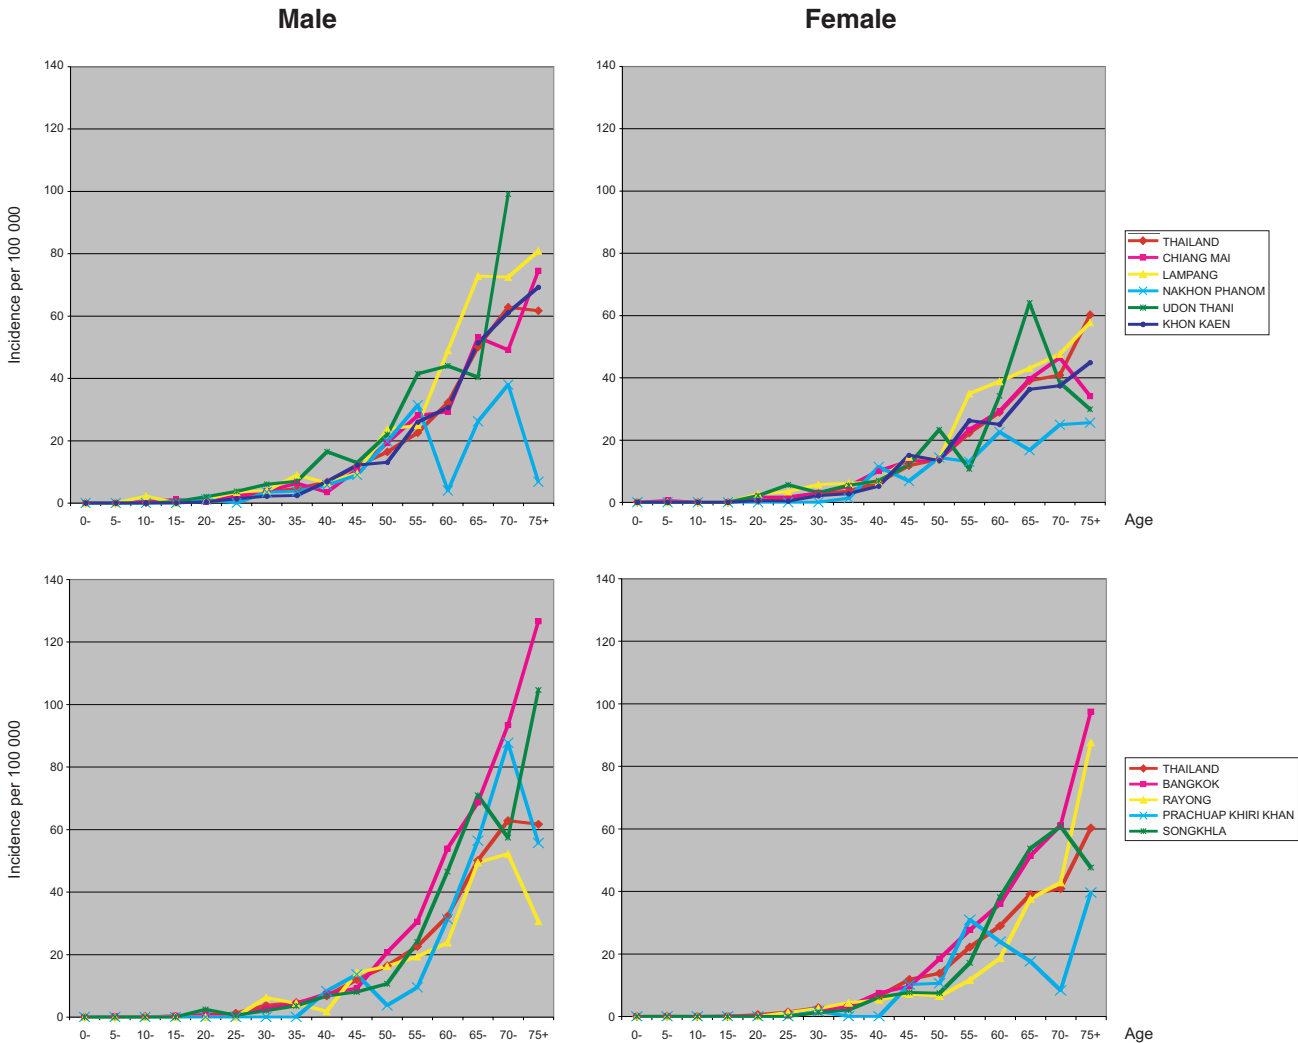 Male
Female
140
120
100
80
60
40
20
0
0- 5- 10- 15- 20- 25- 30- 35- 40- 45- 50- 55- 60- 65- 70- 75+
Incidence per 100 000
140
120
100
80
60
40
20
0
0- 5- 10- 15- 20- 25- 30- 35- 40- 45- 50- 55- 60- 65- 70- 75+
Age
THAILAND
CHIANG MAI
LAMPANG
NAKHON PHANOM
UDON THANI
KHON KAEN
140
120
100
80
60
40
20
0
0- 5- 10- 15- 20- 25- 30- 35- 40- 45- 50- 55- 60- 65- 70- 75+
Incidence per 100 000
140
120
100
80
60
40
20
0
0- 5- 10- 15- 20- 25- 30- 35- 40- 45- 50- 55- 60- 65- 70- 75+
Age
THAILAND
BANGKOK
RAYONG
PRACHUAP KHIRI KHAN
SONGKHLA